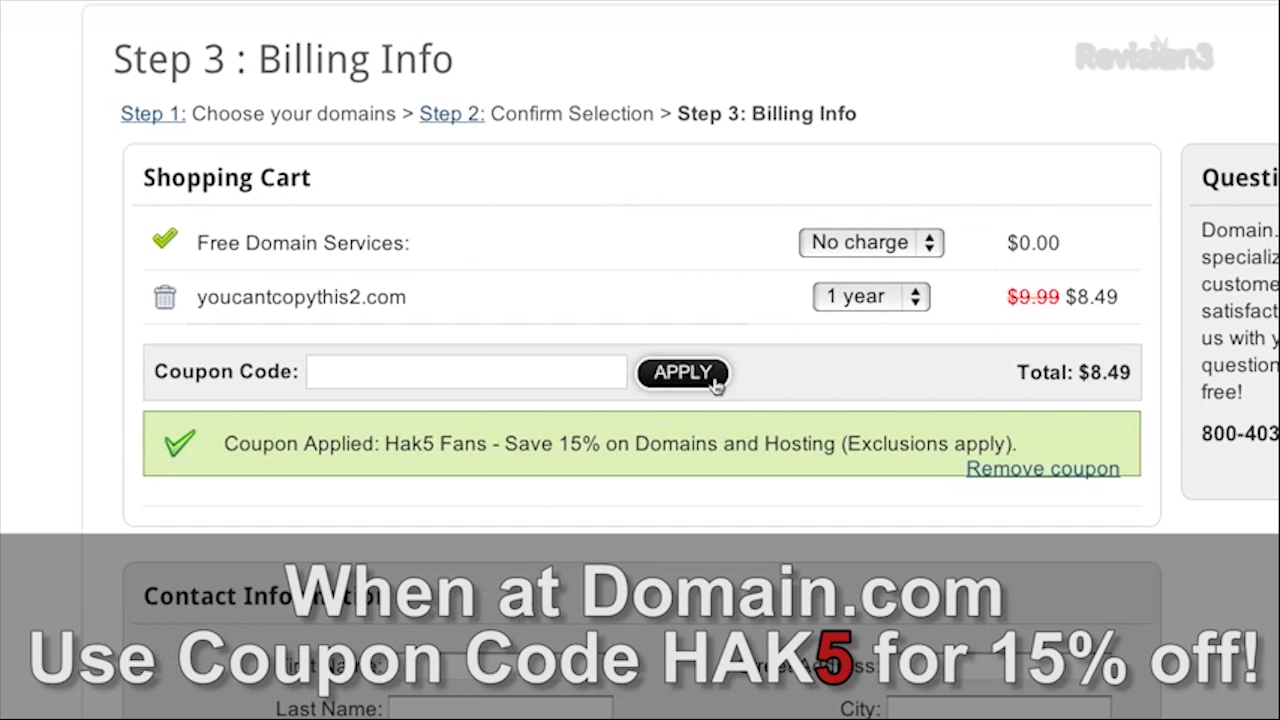 Step 3 : Billing Info
Revision3
Step 1: Choose your domains > Step 2: Confirm Selection > Step 3: Billing Info
Shopping Cart
Free Domain Services:
No charge
$0.00
youcantcopythis2.com
1 year
$9.99 $8.49
Coupon Code:
APPLY
Total: $8.49
Coupon Applied: Hak5 Fans - Save 15% on Domains and Hosting (Exclusions apply).
Remove coupon
Questi
Domain.
specializ
custome
satisfact
us with y
question
free!
800-403
Contact Information
When at Domain.com
Use Coupon Code HAK5 for 15% off!
First Name:
Last Name:
City: